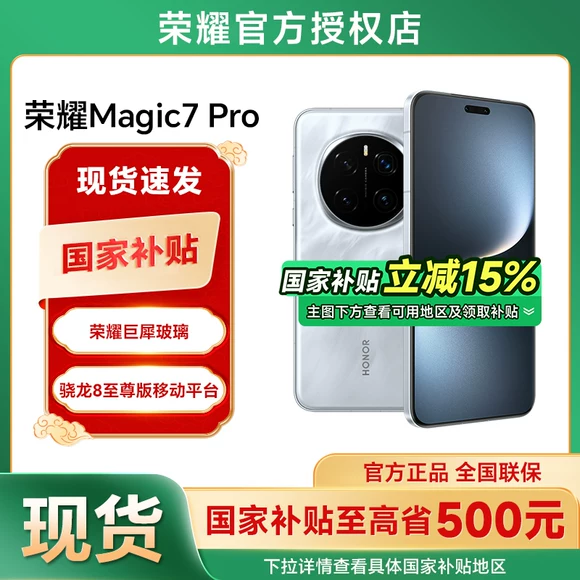 荣耀官方授权店
荣耀Magic7 Pro
现货速发
国家补贴
荣耀巨犀玻璃
骁龙8至尊版移动平台
国家补贴 立减15%
主图下方查看可用地区及领取补贴
HONOR
官方正品 全国联保
现货
国家补贴至高省500元
下拉详情查看具体国家补贴地区